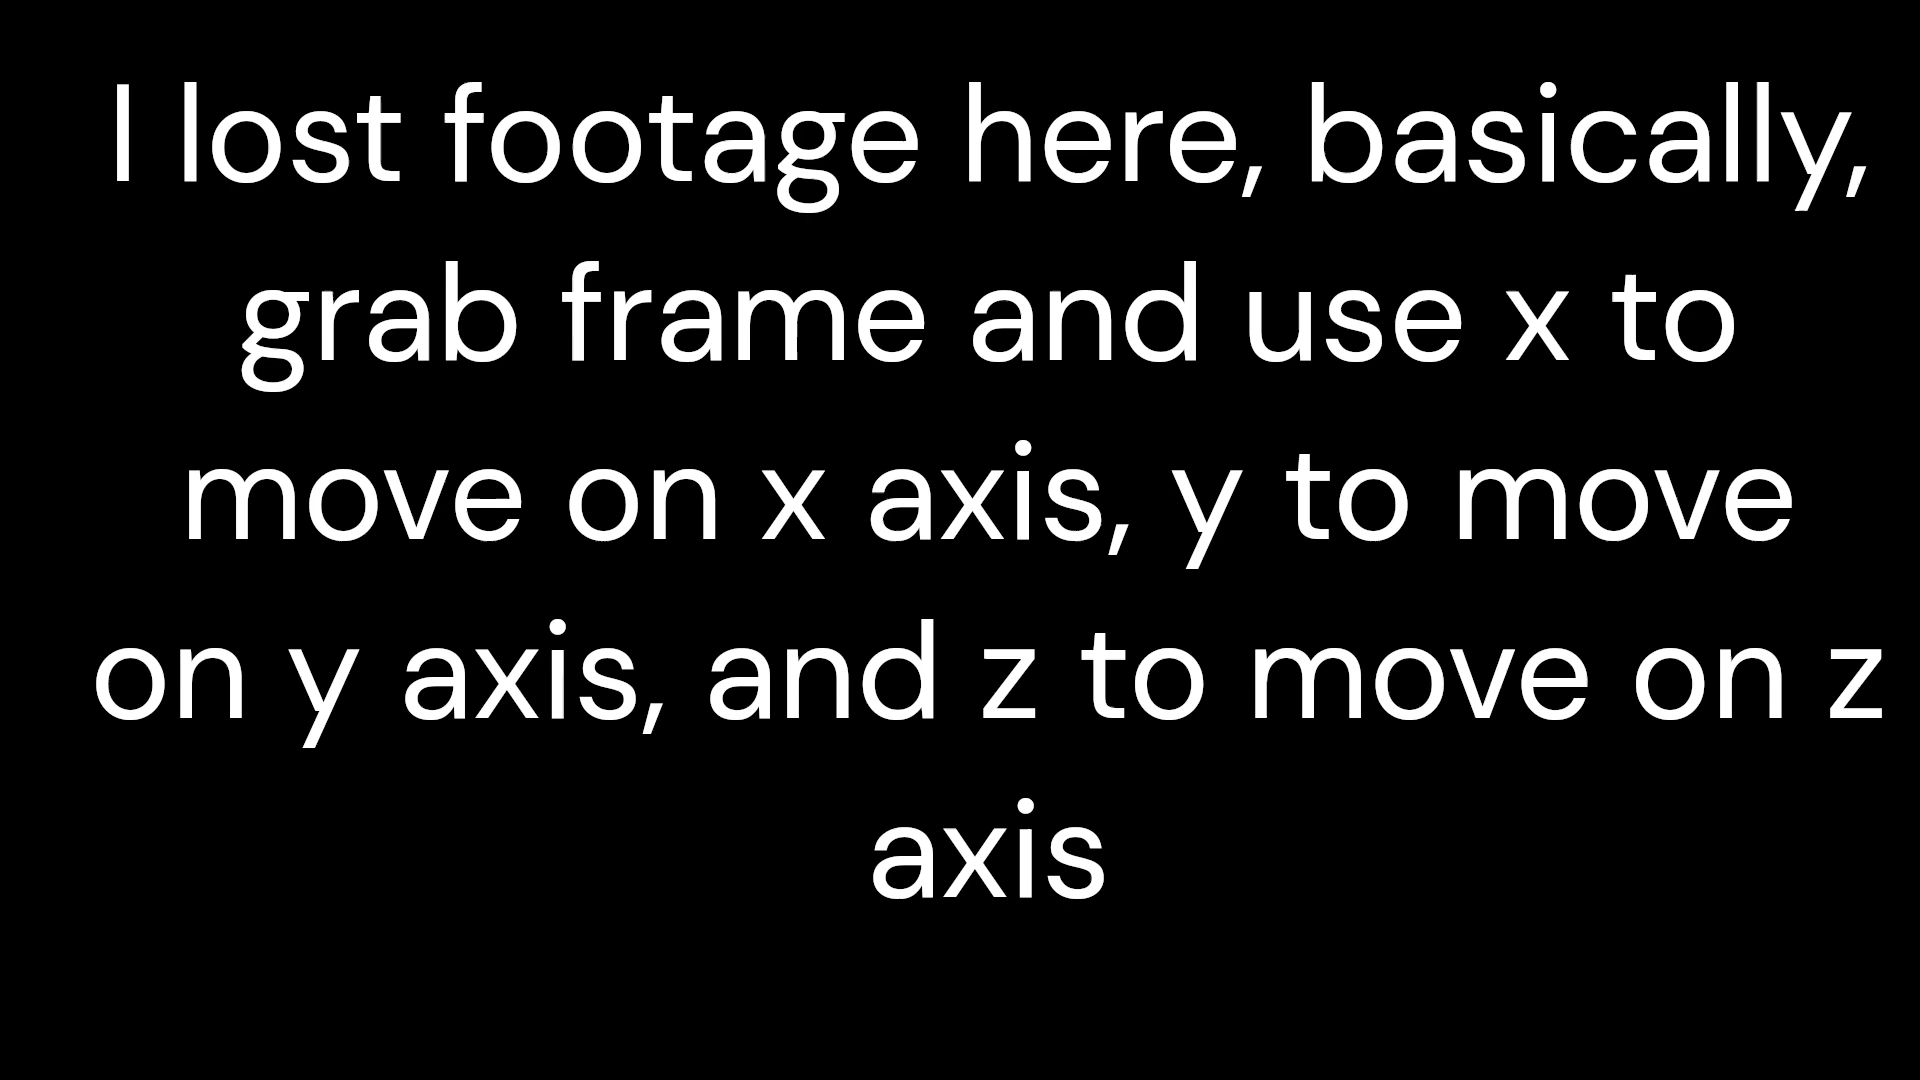 I lost footage here, basically,
grab frame and use x to
move on x axis, y to move
on y axis, and z to move on z
axis